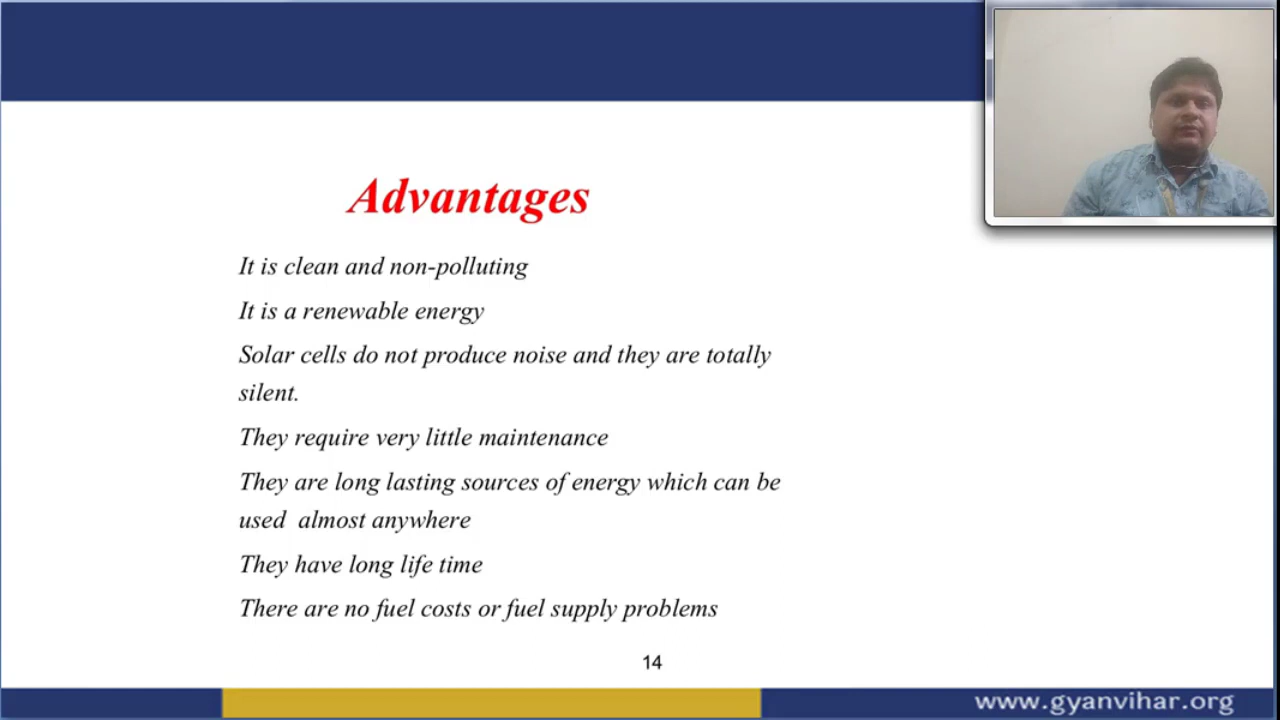 Advantages
It is clean and non-polluting
It is a renewable energy
Solar cells do not produce noise and they are totally
silent.
They require very little maintenance
They are long lasting sources of energy which can be
used  almost anywhere
They have long life time
There are no fuel costs or fuel supply problems
14
www.gyanvihar.org